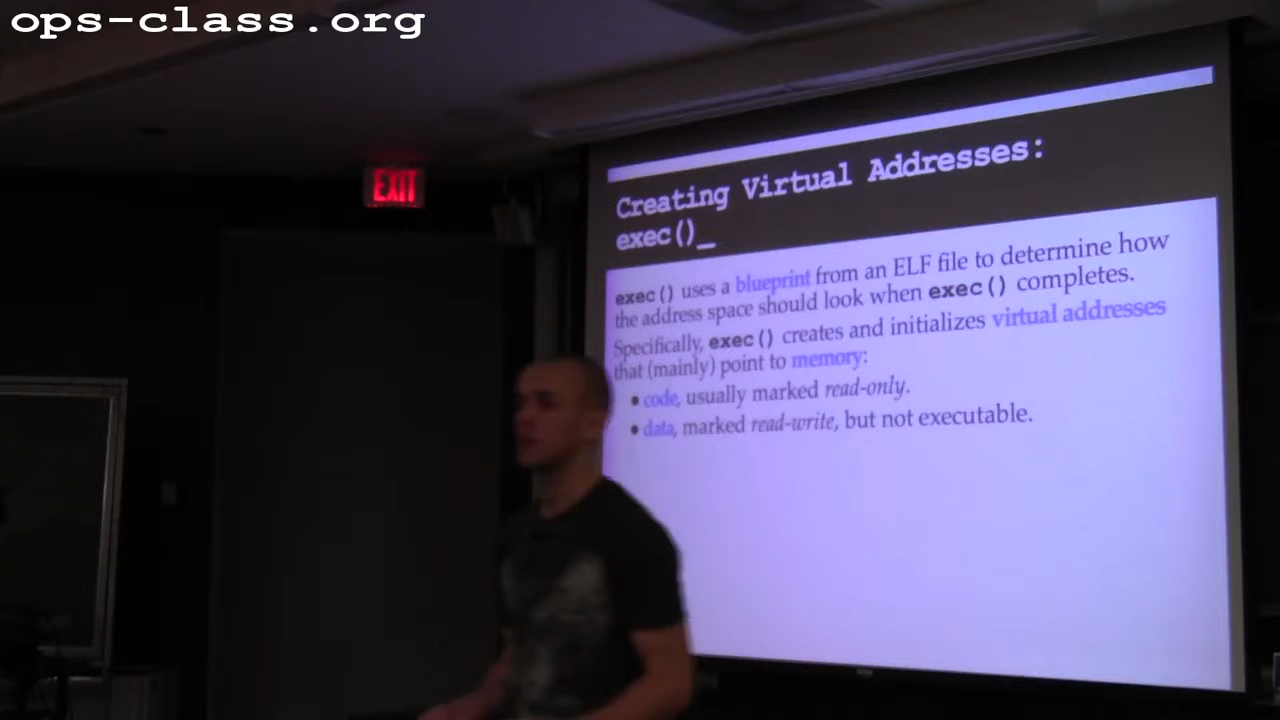 ops-class.org
EXIT
Creating Virtual Addresses:
exec()_
exec() uses a blueprint from an ELF file to determine how
the address space should look when exec() completes.
Specifically, exec() creates and initializes virtual addresses
that (mainly) point to memory:
• code, usually marked read-only.
• data, marked read-write, but not executable.